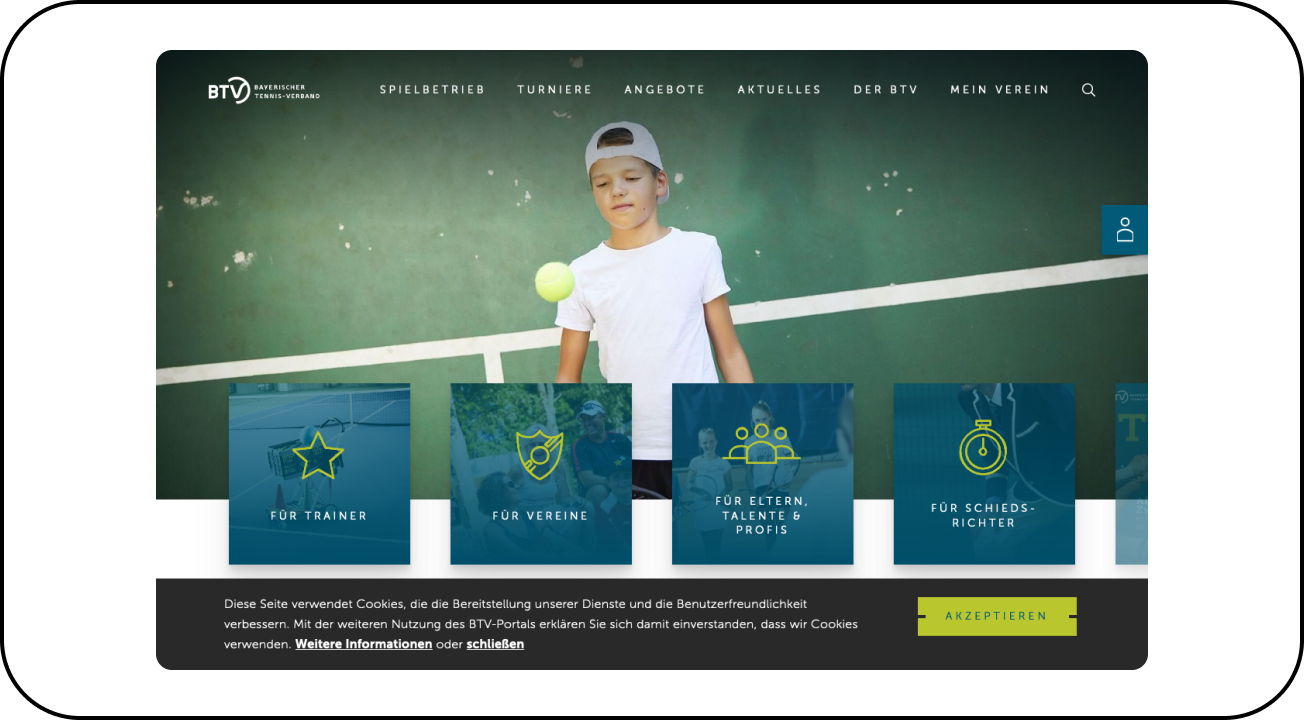 BTV BAYERISCHER
TENNIS-VERBAND
SPIELBETRIEB TURNIERE ANGEBOTE AKTUELLES DER BTV MEIN VEREIN
FÜR TRAINER
FÜR VEREINE
FÜR ELTERN,
TALENTE &
PROFIS
FÜR SCHIEDS-
RICHTER
T
Diese Seite verwendet Cookies, die die Bereitstellung unserer Dienste und die Benutzerfreundlichkeit
verbessern. Mit der weiteren Nutzung des BTV-Portals erklären Sie sich damit einverstanden, dass wir Cookies
verwenden. Weitere Informationen oder schließen
AKZEPTIEREN